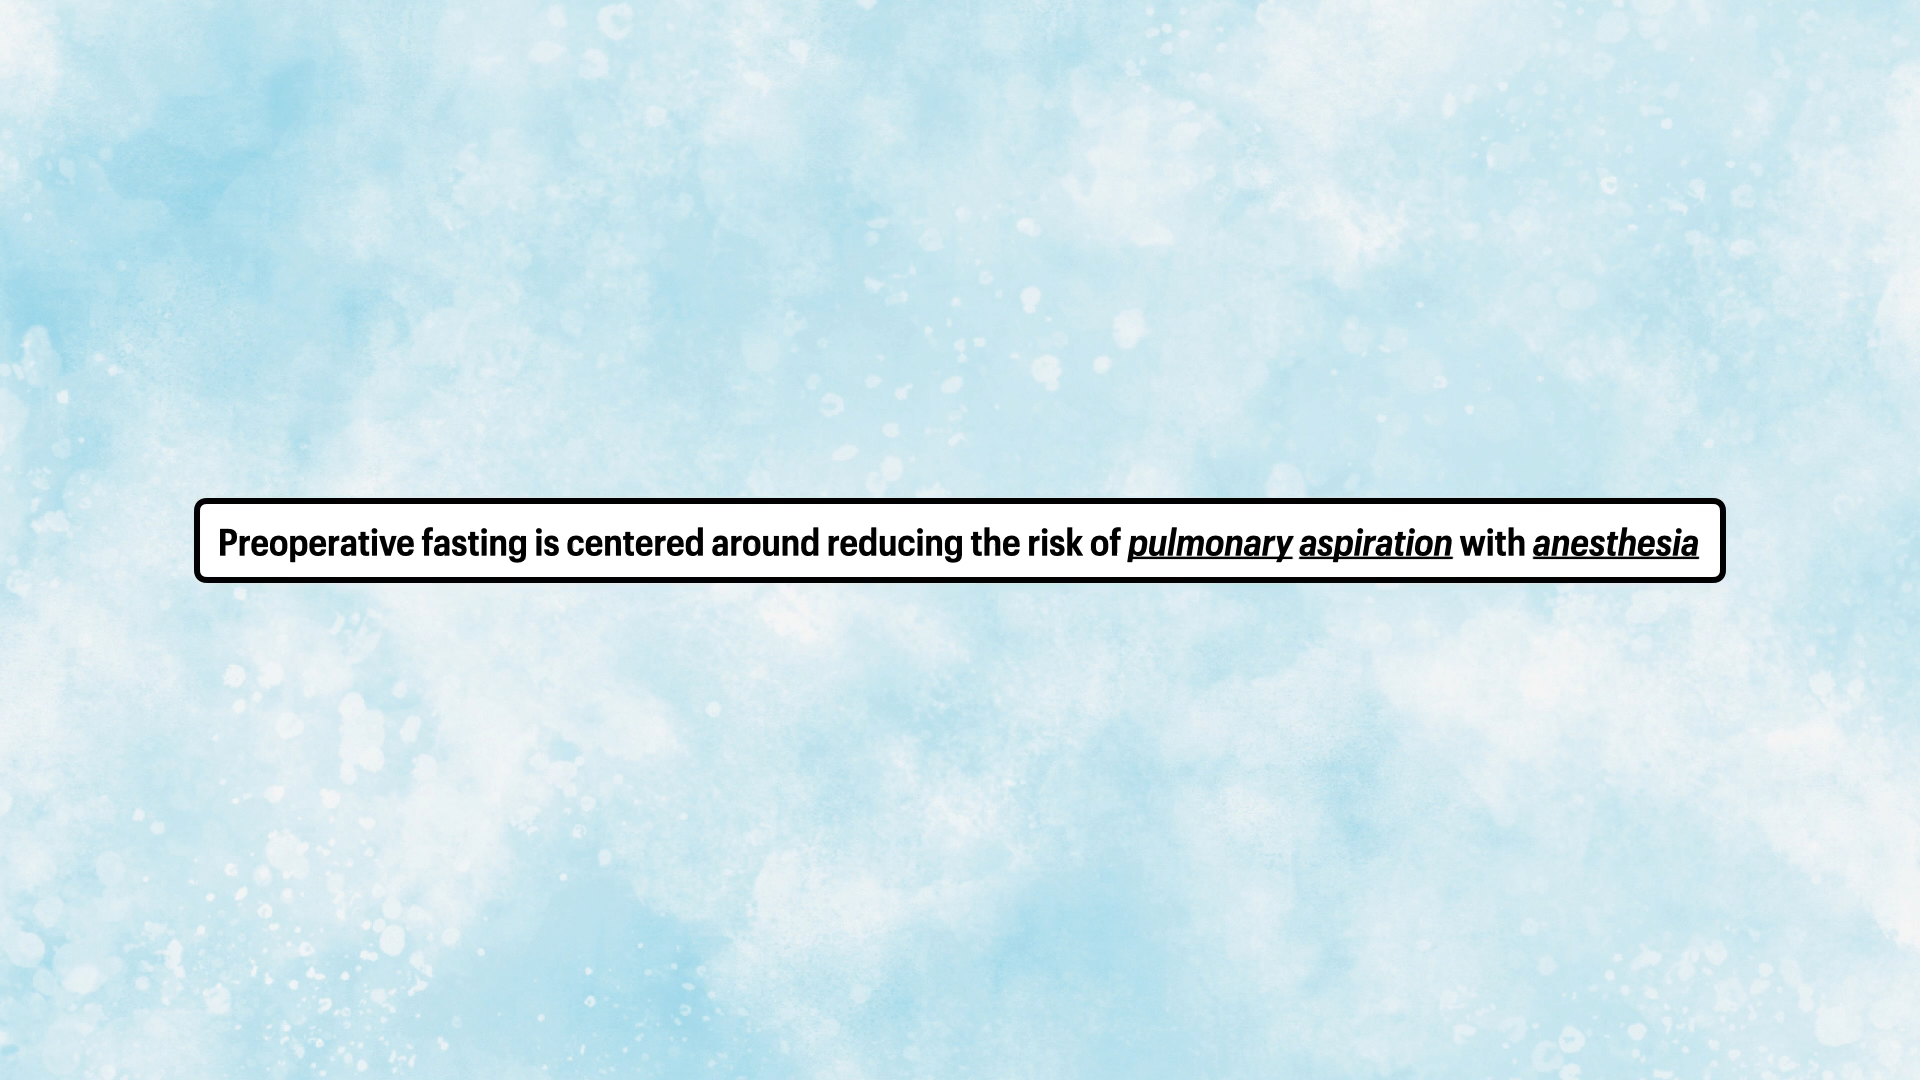 Preoperative fasting is centered around reducing the risk of pulmonary aspiration with anesthesia